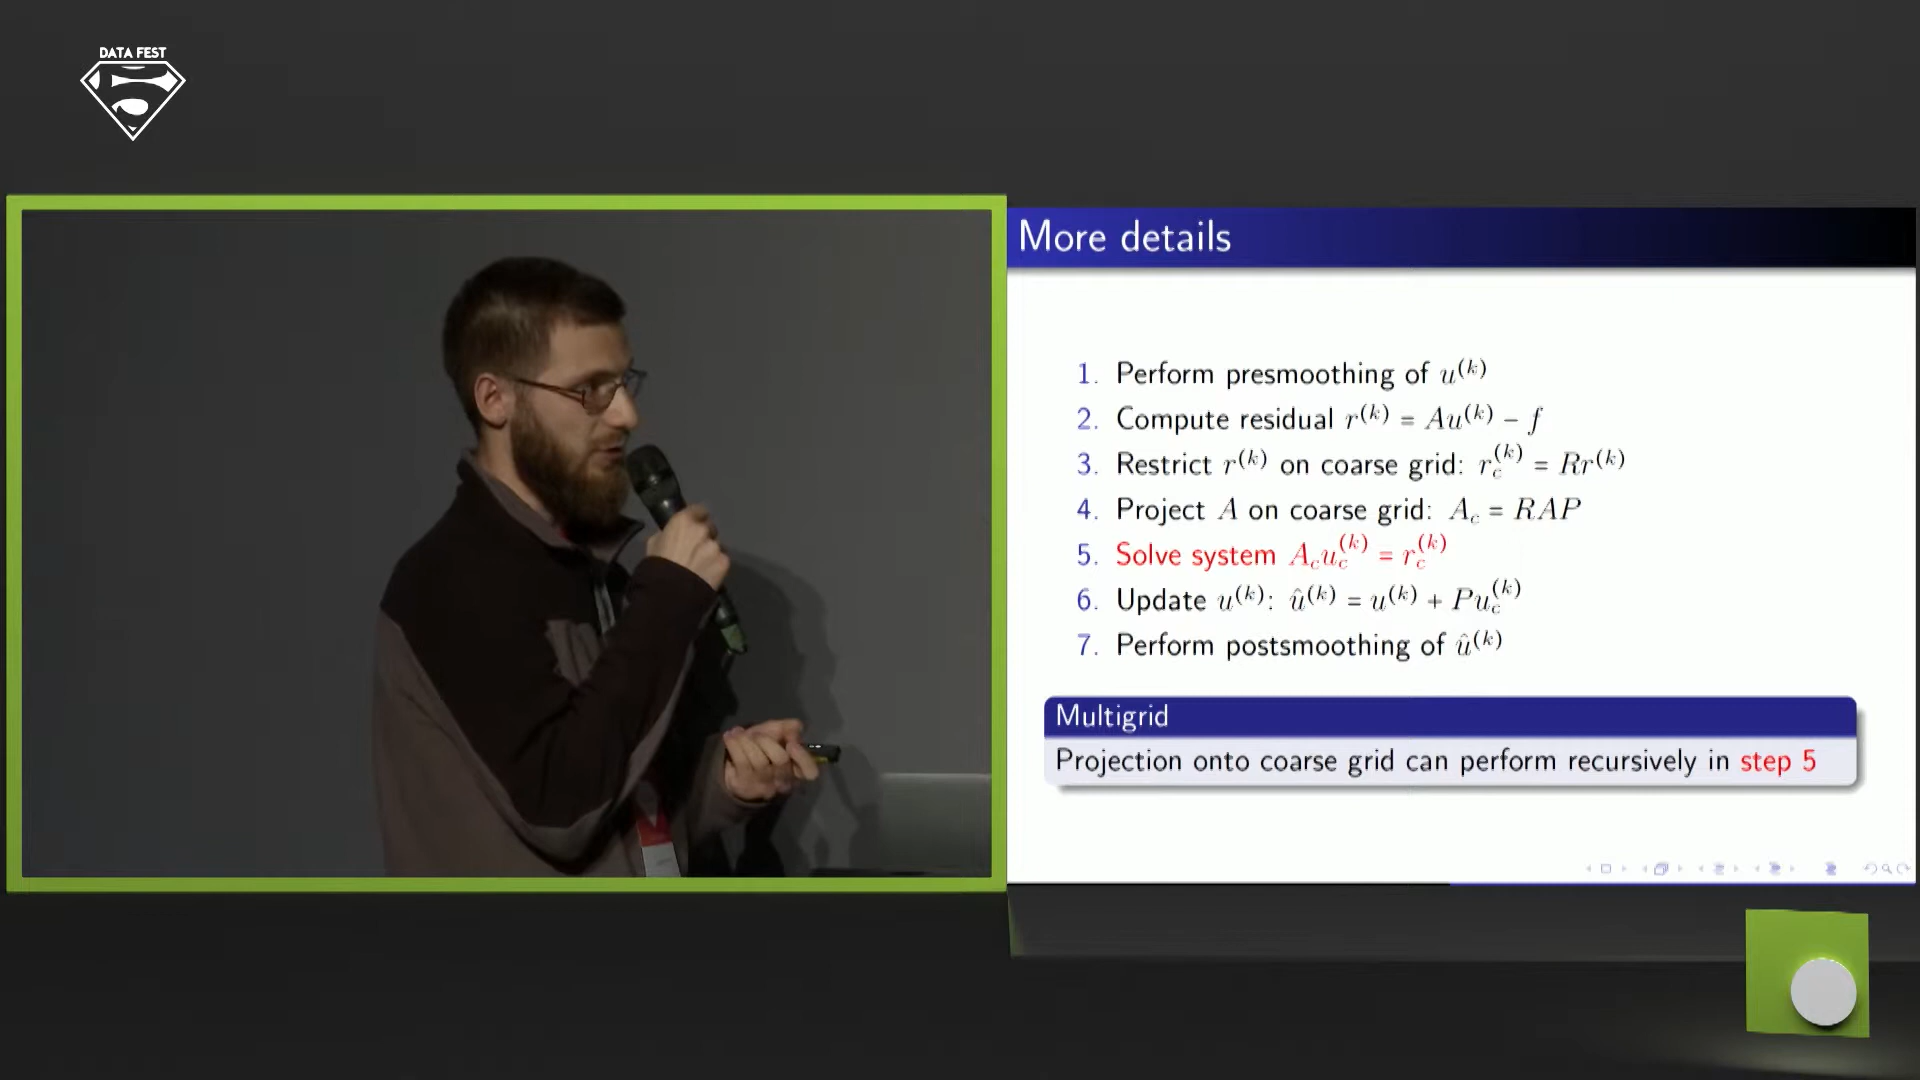 DATA FEST
More details
1. Perform presmoothing of u^(k)
2. Compute residual r^(k) = Au^(k) − f
3. Restrict r^(k) on coarse grid: r_c^(k) = Rr^(k)
4. Project A on coarse grid: A_c = RAP
5. Solve system A_c u_c^(k) = r_c^(k)
6. Update u^(k): û^(k) = u^(k) + Pu_c^(k)
7. Perform postsmoothing of û^(k)
Multigrid
Projection onto coarse grid can perform recursively in step 5